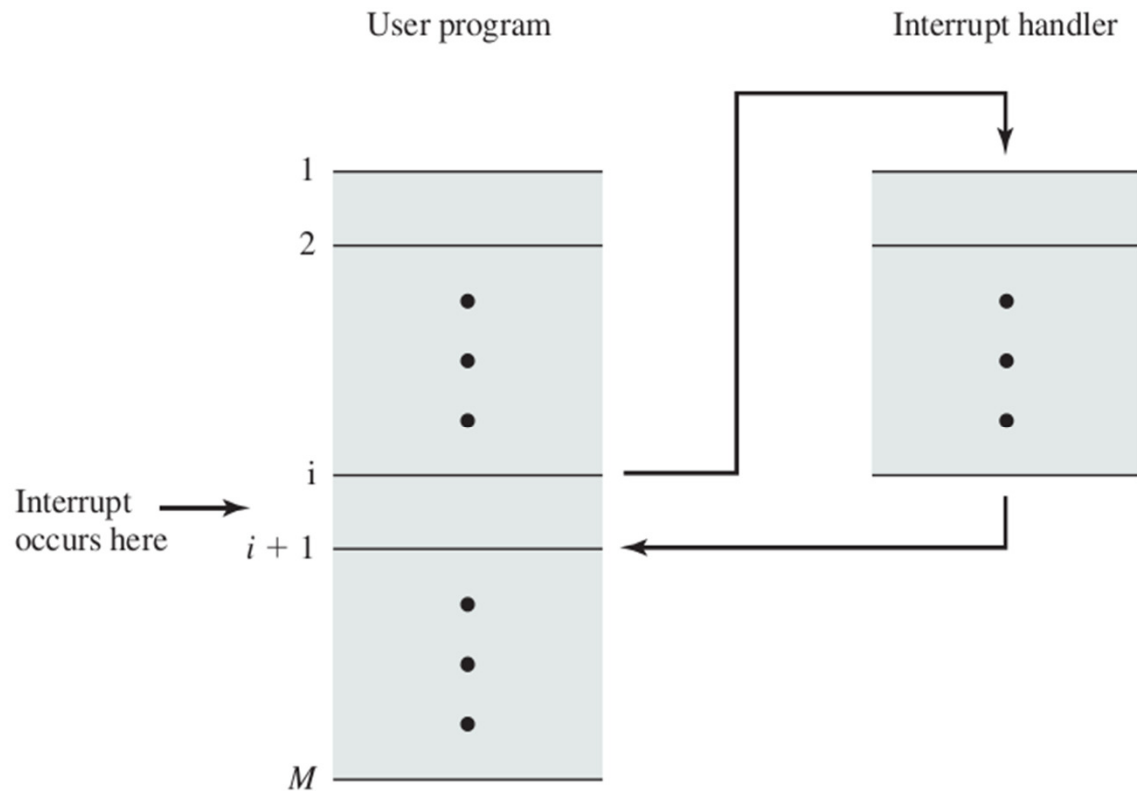 User program
Interrupt handler
1
2
i
Interrupt
occurs here
i + 1
M